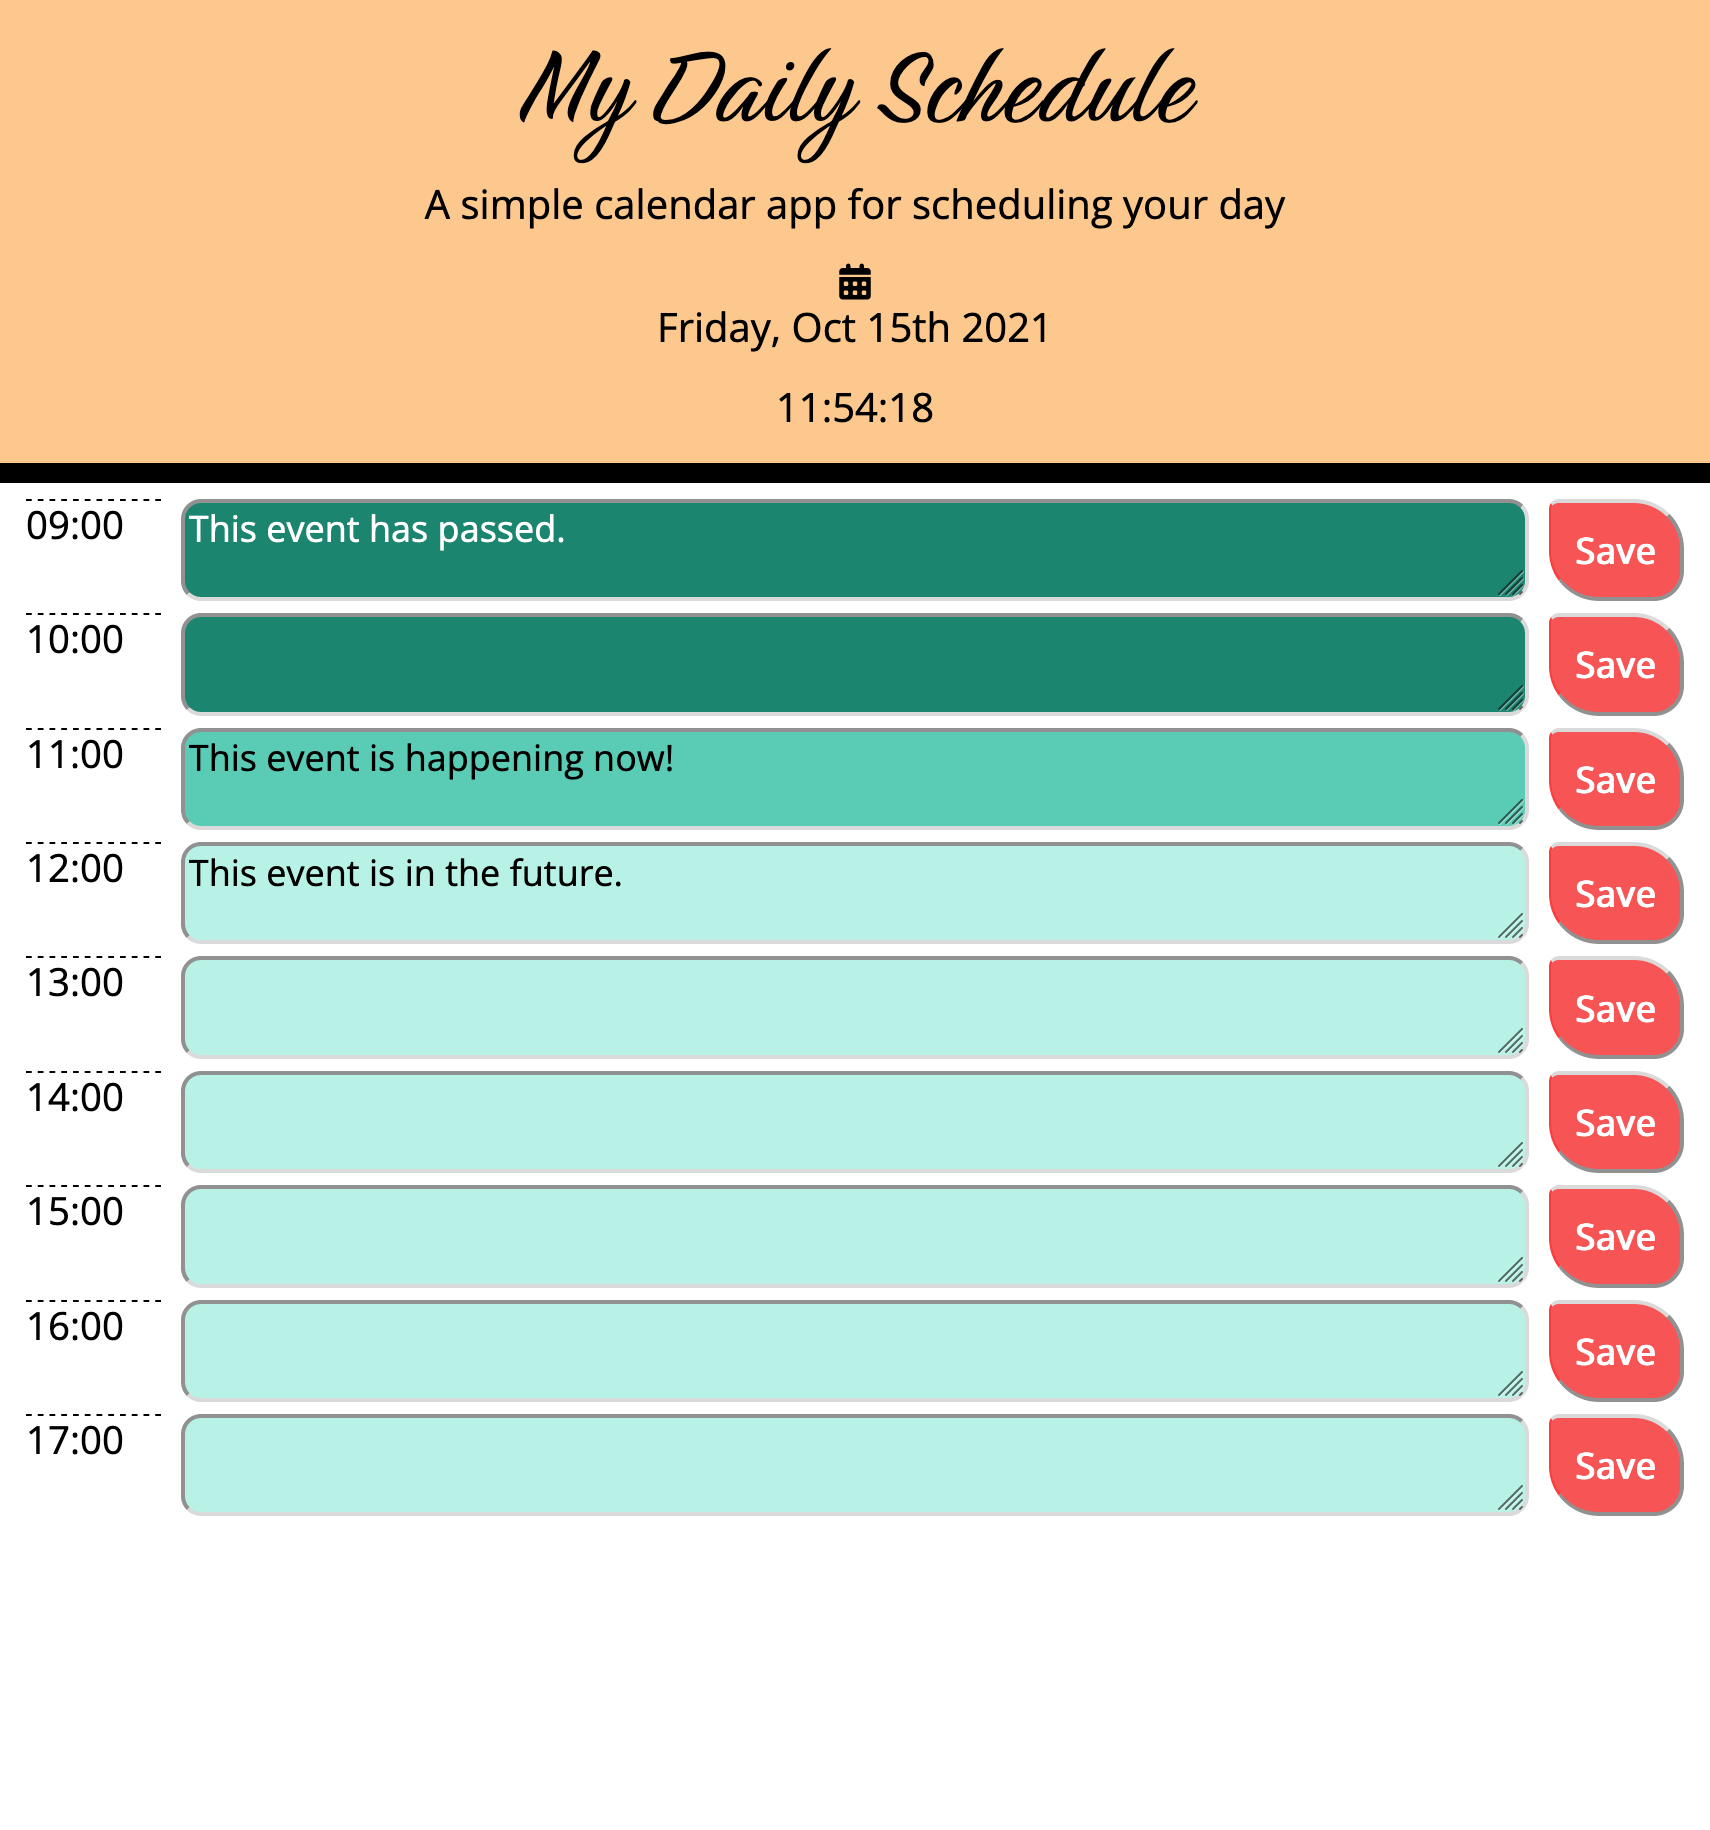 My Daily Schedule
A simple calendar app for scheduling your day
Friday, Oct 15th 2021
11:54:18
09:00 This event has passed. Save
10:00 Save
11:00 This event is happening now! Save
12:00 This event is in the future. Save
13:00 Save
14:00 Save
15:00 Save
16:00 Save
17:00 Save